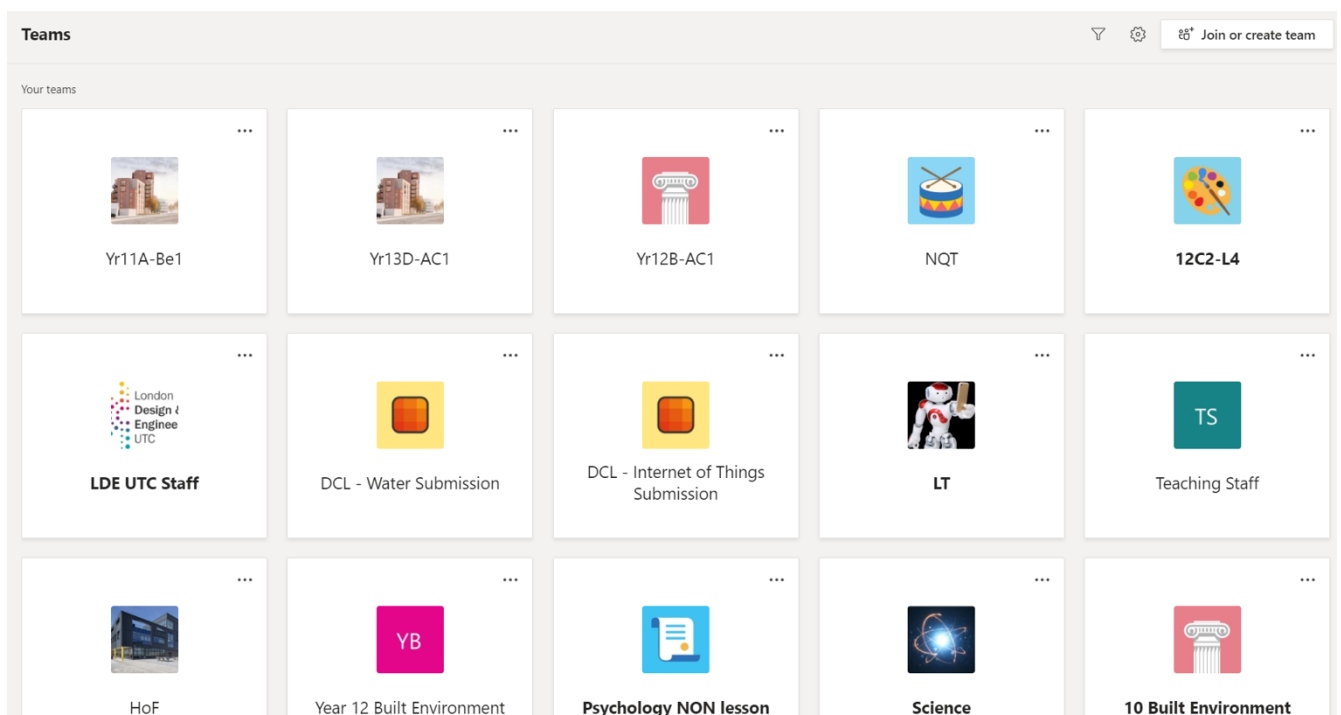 Teams
Join or create team
Your teams
Yr11A-Be1
Yr13D-AC1
Yr12B-AC1
NQT
12C2-L4
London
Design &
Enginee
UTC
LDE UTC Staff
DCL - Water Submission
DCL - Internet of Things
Submission
LT
TS
Teaching Staff
HoF
YB
Year 12 Built Environment
Psychology NON lesson
Science
10 Built Environment